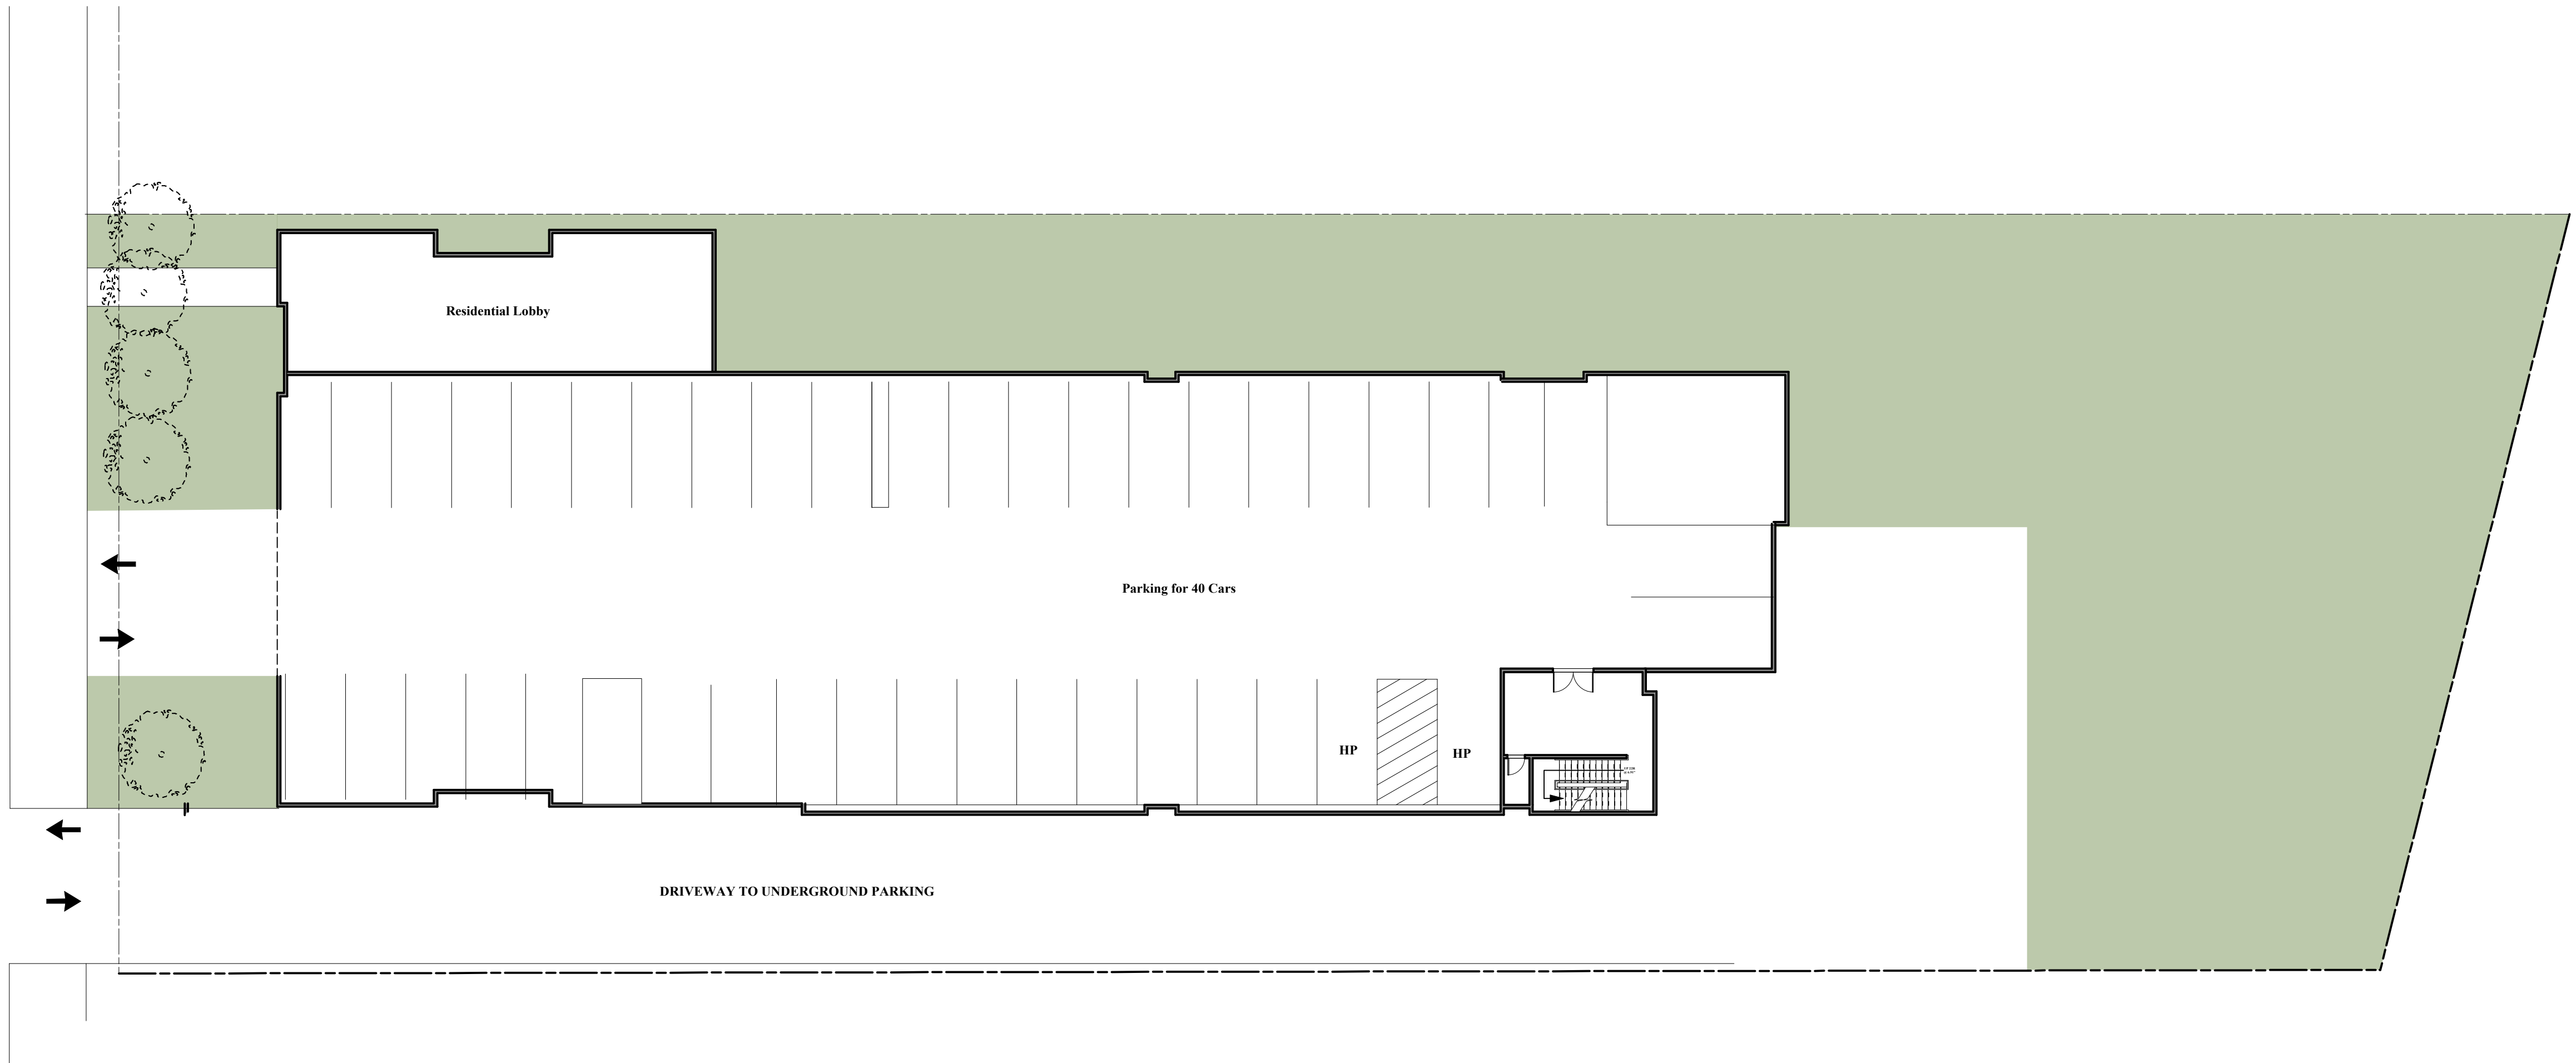 Residential Lobby
Parking for 40 Cars
HP
HP
DRIVEWAY TO UNDERGROUND PARKING